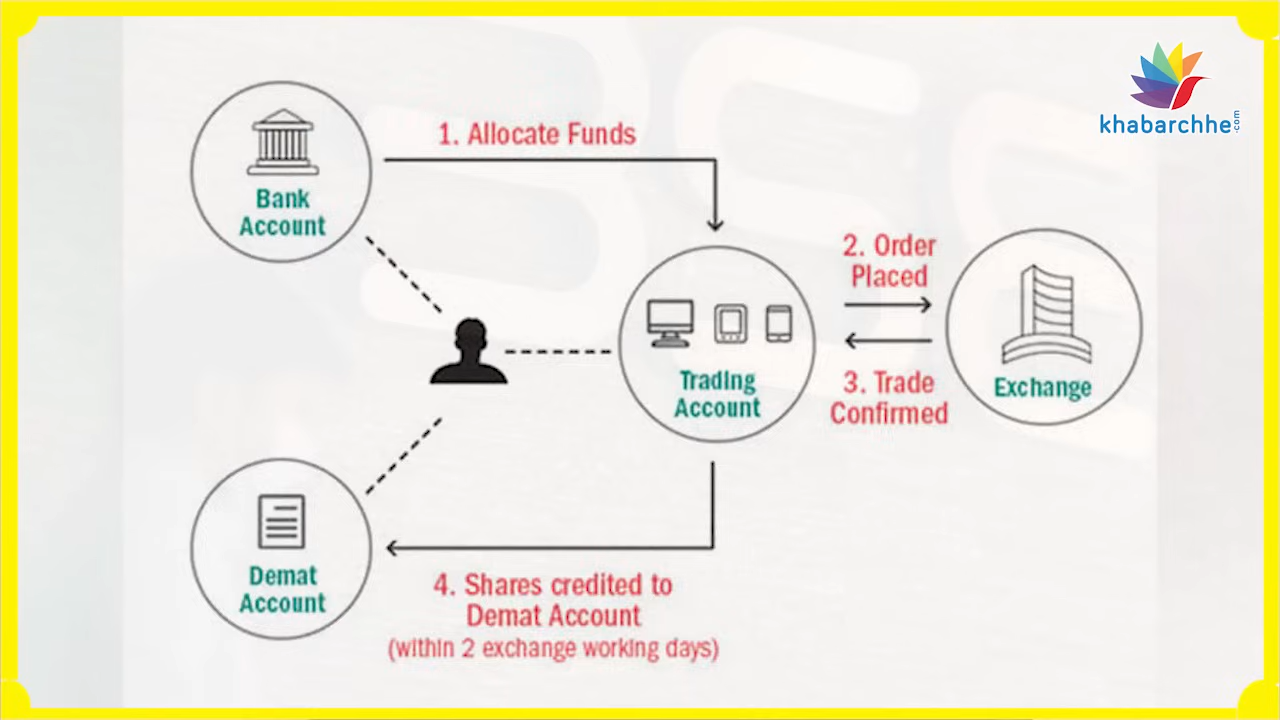 khabarchhe.com
1. Allocate Funds
Bank
Account
2. Order
Placed
Trading
Account
Exchange
3. Trade
Confirmed
Demat
Account
4. Shares credited to
Demat Account
(within 2 exchange working days)